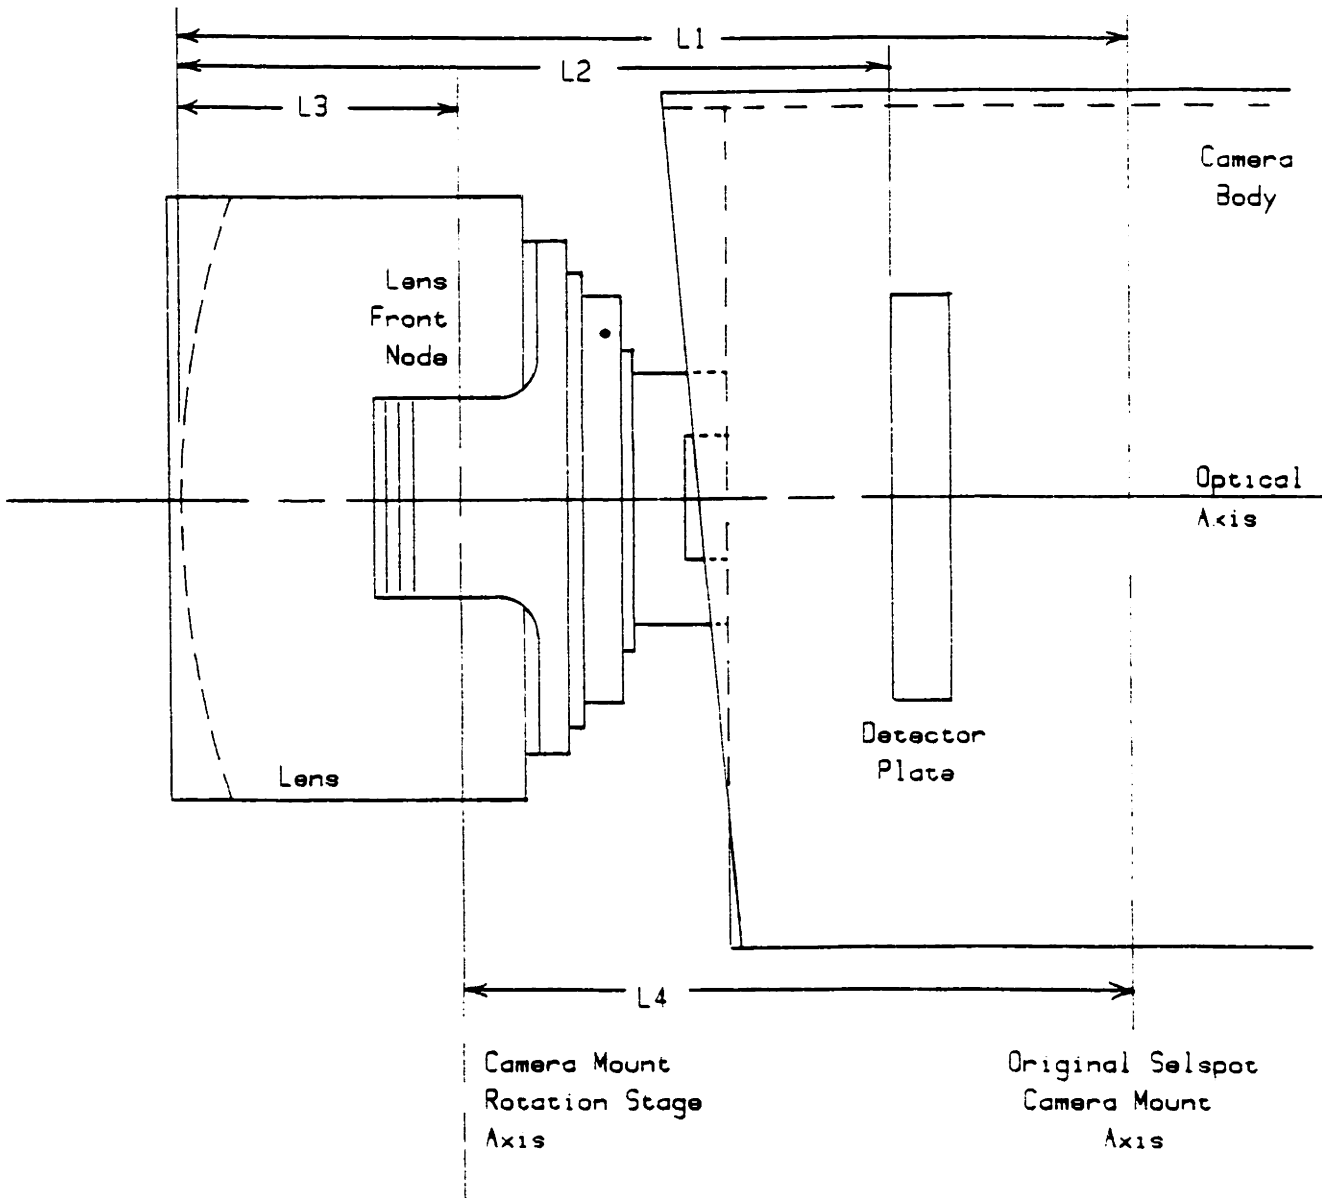 L1
L2
L3
Camera
Body
Lens
Front
Node
Optical
Axis
Detector
Plate
Lens
L4
Camera Mount
Rotation Stage
Axis
Original Selspot
Camera Mount
Axis